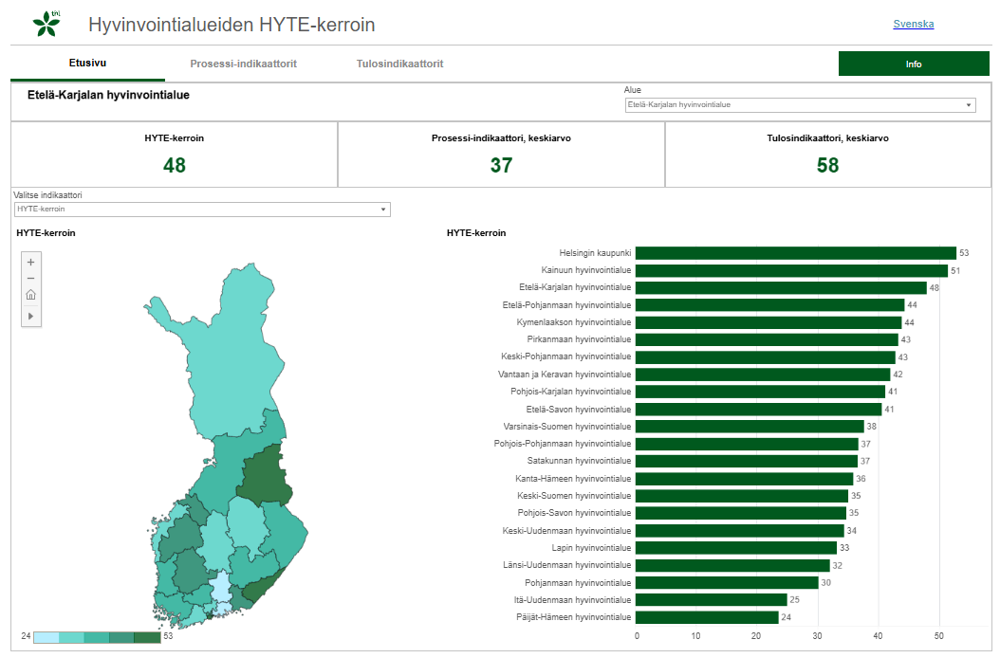 thl
Hyvinvointialueiden HYTE-kerroin
Svenska
Etusivu
Prosessi-indikaattorit
Tulosindikaattorit
Info
Etelä-Karjalan hyvinvointialue
Alue
Etelä-Karjalan hyvinvointialue
HYTE-kerroin
48
Prosessi-indikaattori, keskiarvo
37
Tulosindikaattori, keskiarvo
58
Valitse indikaattori
HYTE-kerroin
HYTE-kerroin
24
53
HYTE-kerroin
Helsingin kaupunki 53
Kainuun hyvinvointialue 51
Etelä-Karjalan hyvinvointialue 48
Etelä-Pohjanmaan hyvinvointialue 44
Kymenlaakson hyvinvointialue 44
Pirkanmaan hyvinvointialue 43
Keski-Pohjanmaan hyvinvointialue 43
Vantaan ja Keravan hyvinvointialue 42
Pohjois-Karjalan hyvinvointialue 41
Etelä-Savon hyvinvointialue 41
Varsinais-Suomen hyvinvointialue 38
Pohjois-Pohjanmaan hyvinvointialue 37
Satakunnan hyvinvointialue 37
Kanta-Hämeen hyvinvointialue 36
Keski-Suomen hyvinvointialue 35
Pohjois-Savon hyvinvointialue 35
Keski-Uudenmaan hyvinvointialue 34
Lapin hyvinvointialue 33
Länsi-Uudenmaan hyvinvointialue 32
Pohjanmaan hyvinvointialue 30
Itä-Uudenmaan hyvinvointialue 25
Päijät-Hämeen hyvinvointialue 24
0 10 20 30 40 50